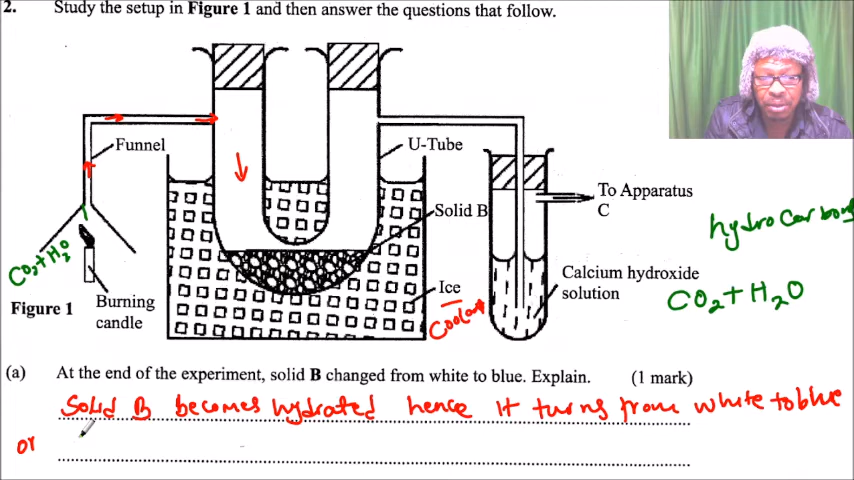 2. Study the setup in Figure 1 and then answer the questions that follow.
Funnel
U-Tube
To Apparatus
C
Solid B
hydrocarbons
CO2+H2O
Calcium hydroxide
solution
CO2+H2O
Ice
Coolant
Figure 1
Burning
candle
(a) At the end of the experiment, solid B changed from white to blue. Explain. (1 mark)
Solid B becomes hydrated hence it turns from white to blue
or